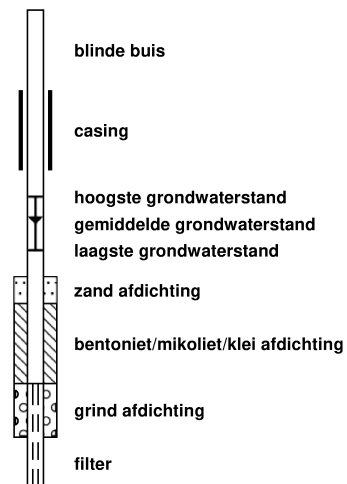 blinde buis
casing
hoogste grondwaterstand
gemiddelde grondwaterstand
laagste grondwaterstand
zand afdichting
bentoniet/mikoliet/klei afdichting
grind afdichting
filter